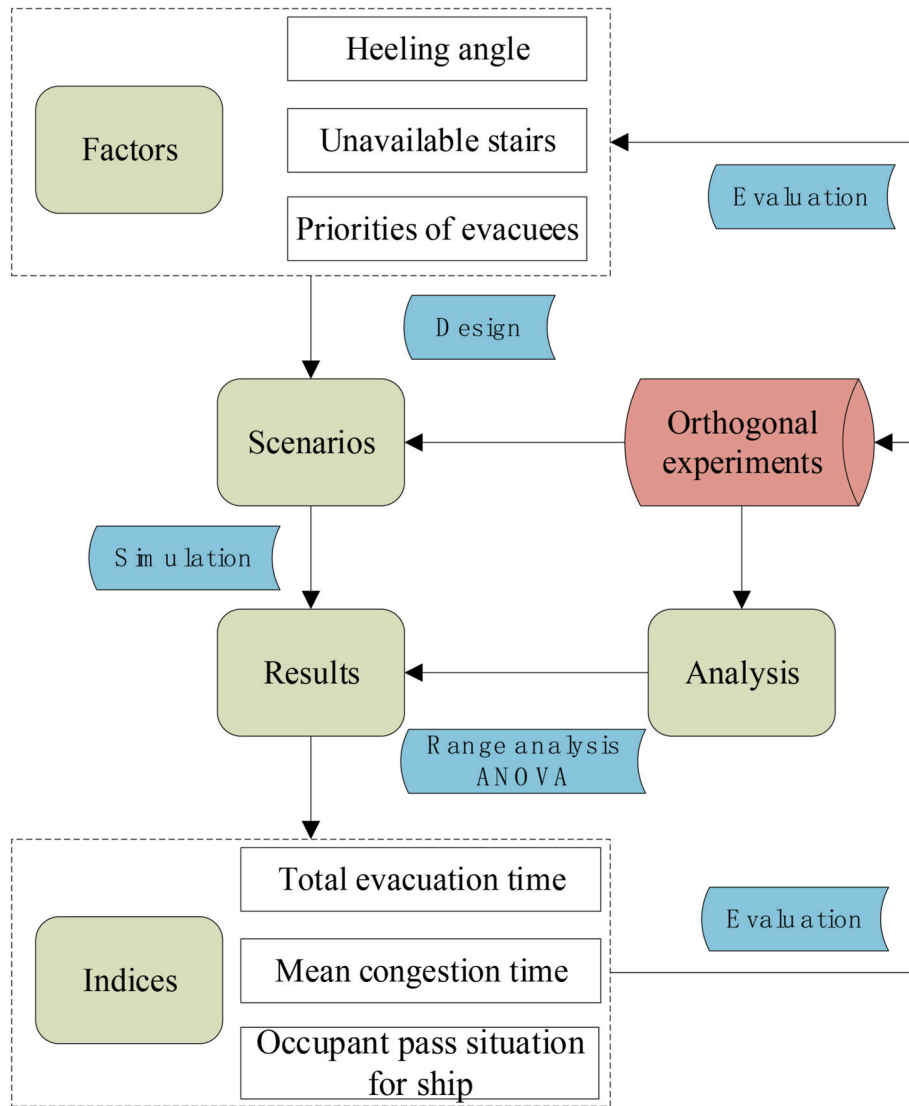 Heeling angle
Factors
Unavailable stairs
Priorities of evacuees
Evaluation
Design
Scenarios
Orthogonal
experiments
Simulation
Results
Analysis
Range analysis
ANOVA
Total evacuation time
Indices
Mean congestion time
Evaluation
Occupant pass situation
for ship